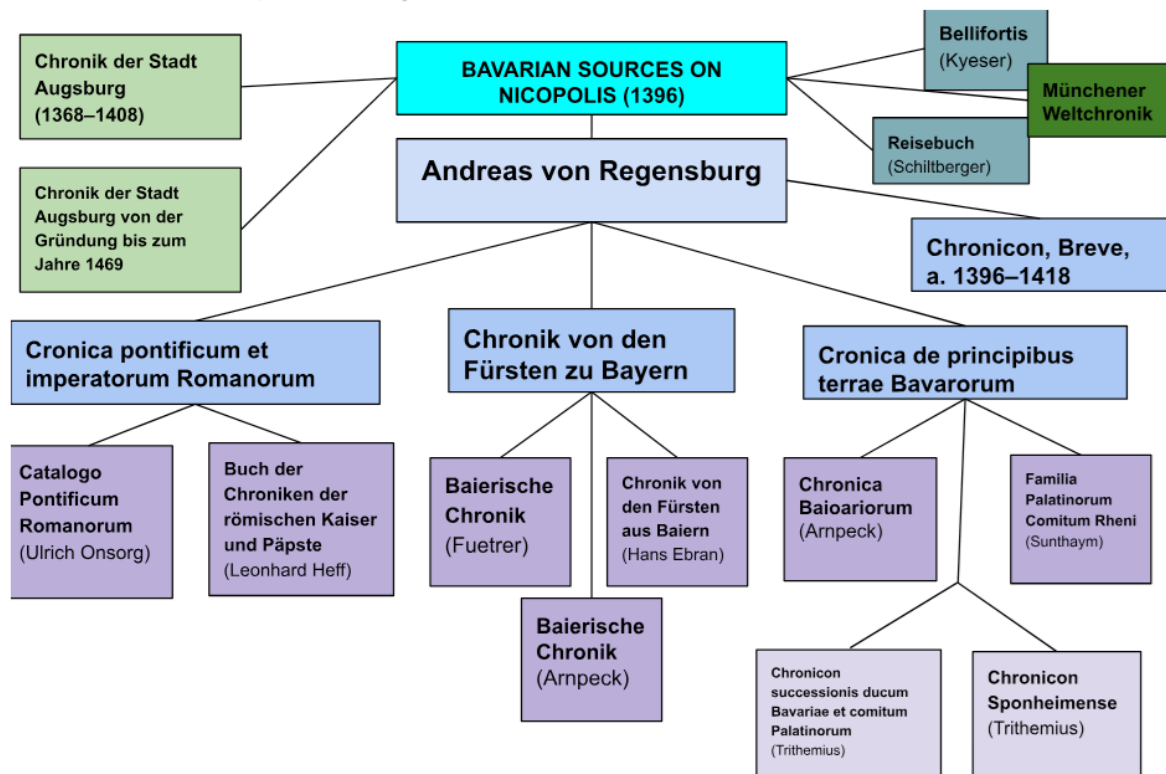 Chronik der Stadt
Augsburg
(1368–1408)
BAVARIAN SOURCES ON
NICOPOLIS (1396)
Bellifortis
(Kyeser)
Münchener
Weltchronik
Reisebuch
(Schiltberger)
Andreas von Regensburg
Chronik der Stadt
Augsburg von der
Gründung bis zum
Jahre 1469
Chronicon, Breve,
a. 1396–1418
Cronica pontificum et
imperatorum Romanorum
Chronik von den
Fürsten zu Bayern
Cronica de principibus
terrae Bavarorum
Catalogo
Pontificum
Romanorum
(Ulrich Onsorg)
Buch der
Chroniken der
römischen Kaiser
und Päpste
(Leonhard Heff)
Baierische
Chronik
(Fuetrer)
Chronik von
den Fürsten
aus Baiern
(Hans Ebran)
Baierische
Chronik
(Arnpeck)
Chronica
Baioariorum
(Arnpeck)
Familia
Palatinorum
Comitum Rheni
(Sunthaym)
Chronicon
successionis ducum
Bavariae et comitum
Palatinorum
(Trithemius)
Chronicon
Sponheimense
(Trithemius)